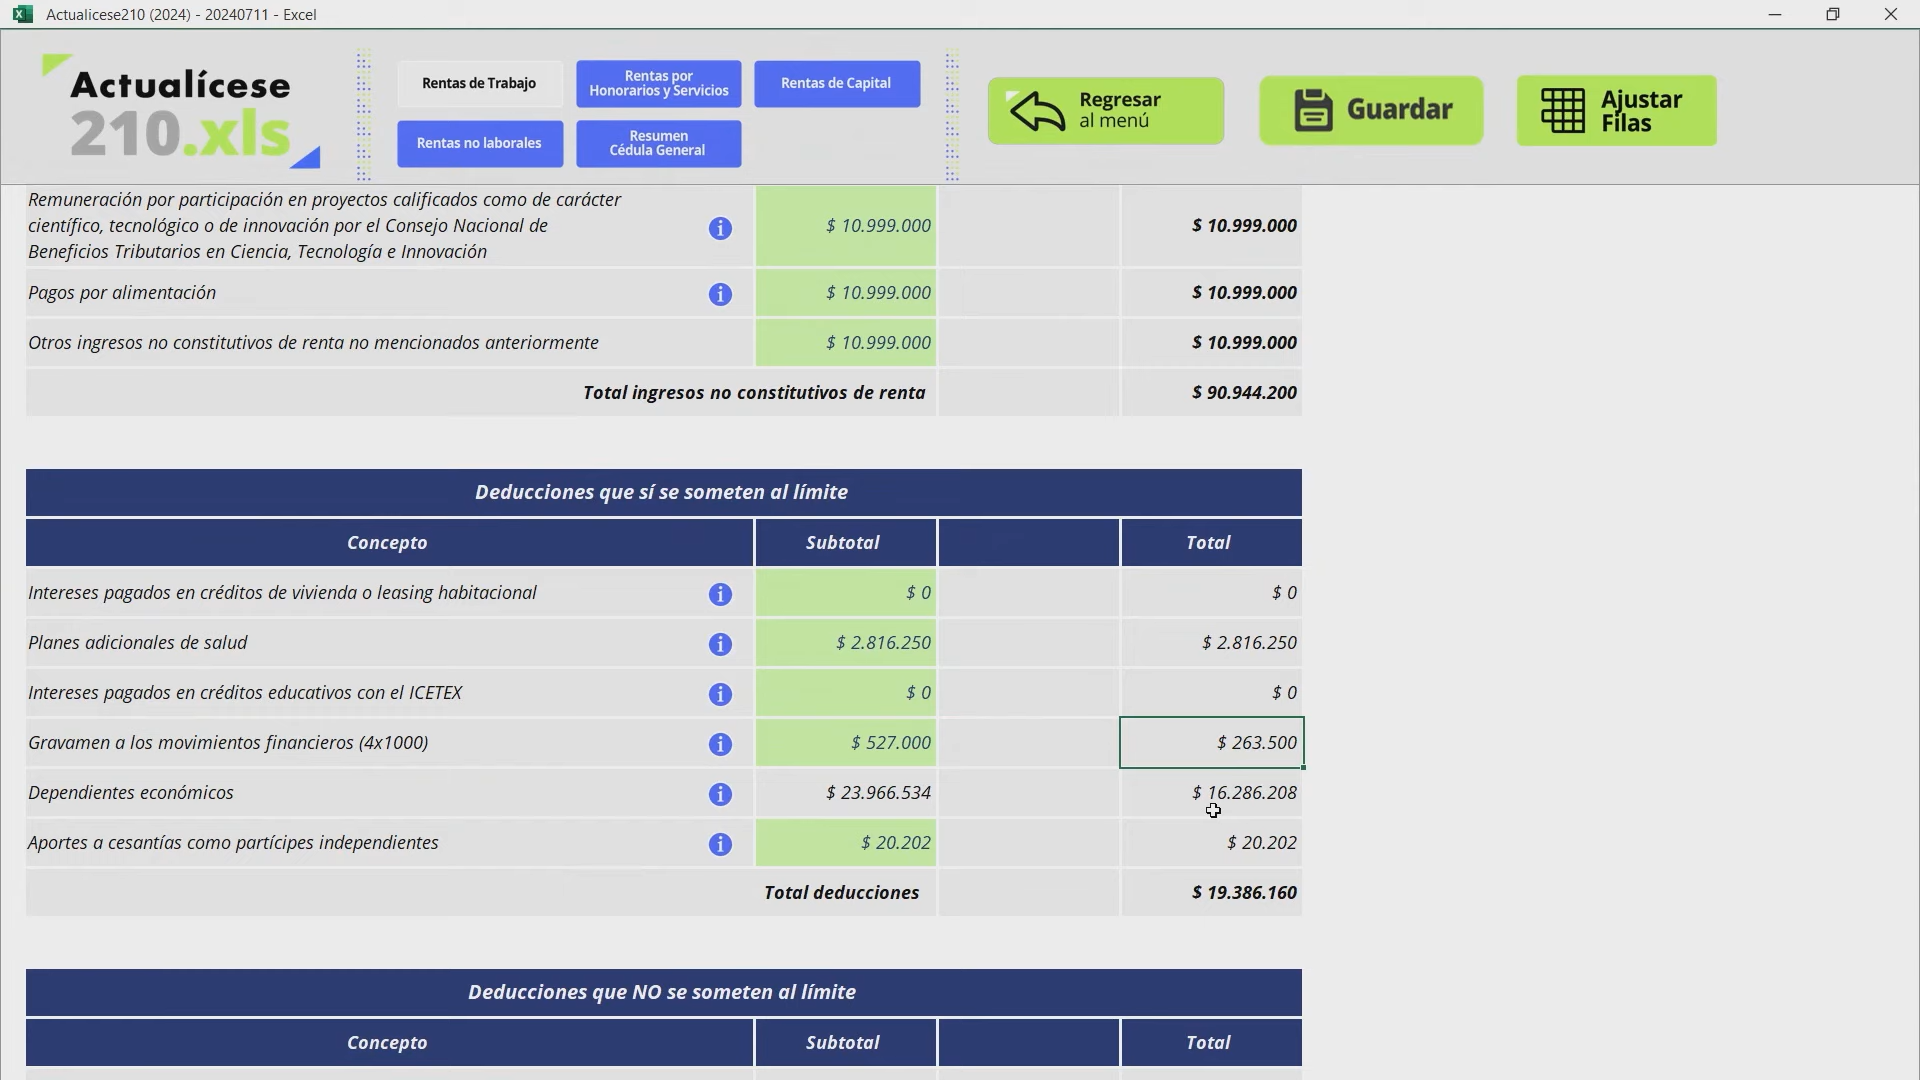 Actualicese210 (2024) - 20240711 - Excel
Actualícese
210.xls
Rentas de Trabajo
Rentas por
Honorarios y Servicios
Rentas de Capital
Rentas no laborales
Resumen
Cédula General
Regresar
al menú
Guardar
Ajustar
Filas
Remuneración por participación en proyectos calificados como de carácter
científico, tecnológico o de innovación por el Consejo Nacional de
Beneficios Tributarios en Ciencia, Tecnología e Innovación
i $ 10.999.000 $ 10.999.000
Pagos por alimentación i $ 10.999.000 $ 10.999.000
Otros ingresos no constitutivos de renta no mencionados anteriormente $ 10.999.000 $ 10.999.000
Total ingresos no constitutivos de renta $ 90.944.200
Deducciones que sí se someten al límite
Concepto Subtotal Total
Intereses pagados en créditos de vivienda o leasing habitacional i $ 0 $ 0
Planes adicionales de salud i $ 2.816.250 $ 2.816.250
Intereses pagados en créditos educativos con el ICETEX i $ 0 $ 0
Gravamen a los movimientos financieros (4x1000) i $ 527.000 $ 263.500
Dependientes económicos i $ 23.966.534 $ 16.286.208
Aportes a cesantías como partícipes independientes i $ 20.202 $ 20.202
Total deducciones $ 19.386.160
Deducciones que NO se someten al límite
Concepto Subtotal Total